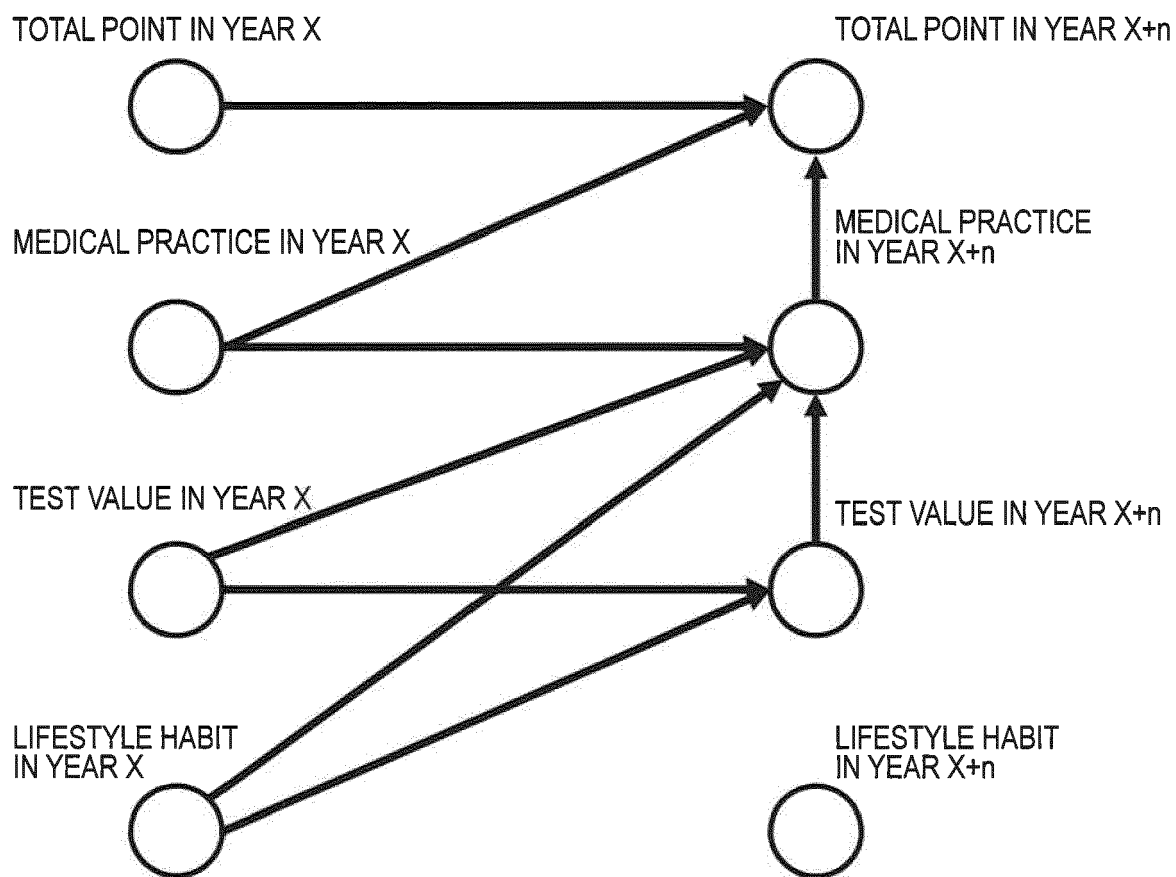 TOTAL POINT IN YEAR X
TOTAL POINT IN YEAR X+n
MEDICAL PRACTICE IN YEAR X
MEDICAL PRACTICE
IN YEAR X+n
TEST VALUE IN YEAR X
TEST VALUE IN YEAR X+n
LIFESTYLE HABIT
IN YEAR X
LIFESTYLE HABIT
IN YEAR X+n